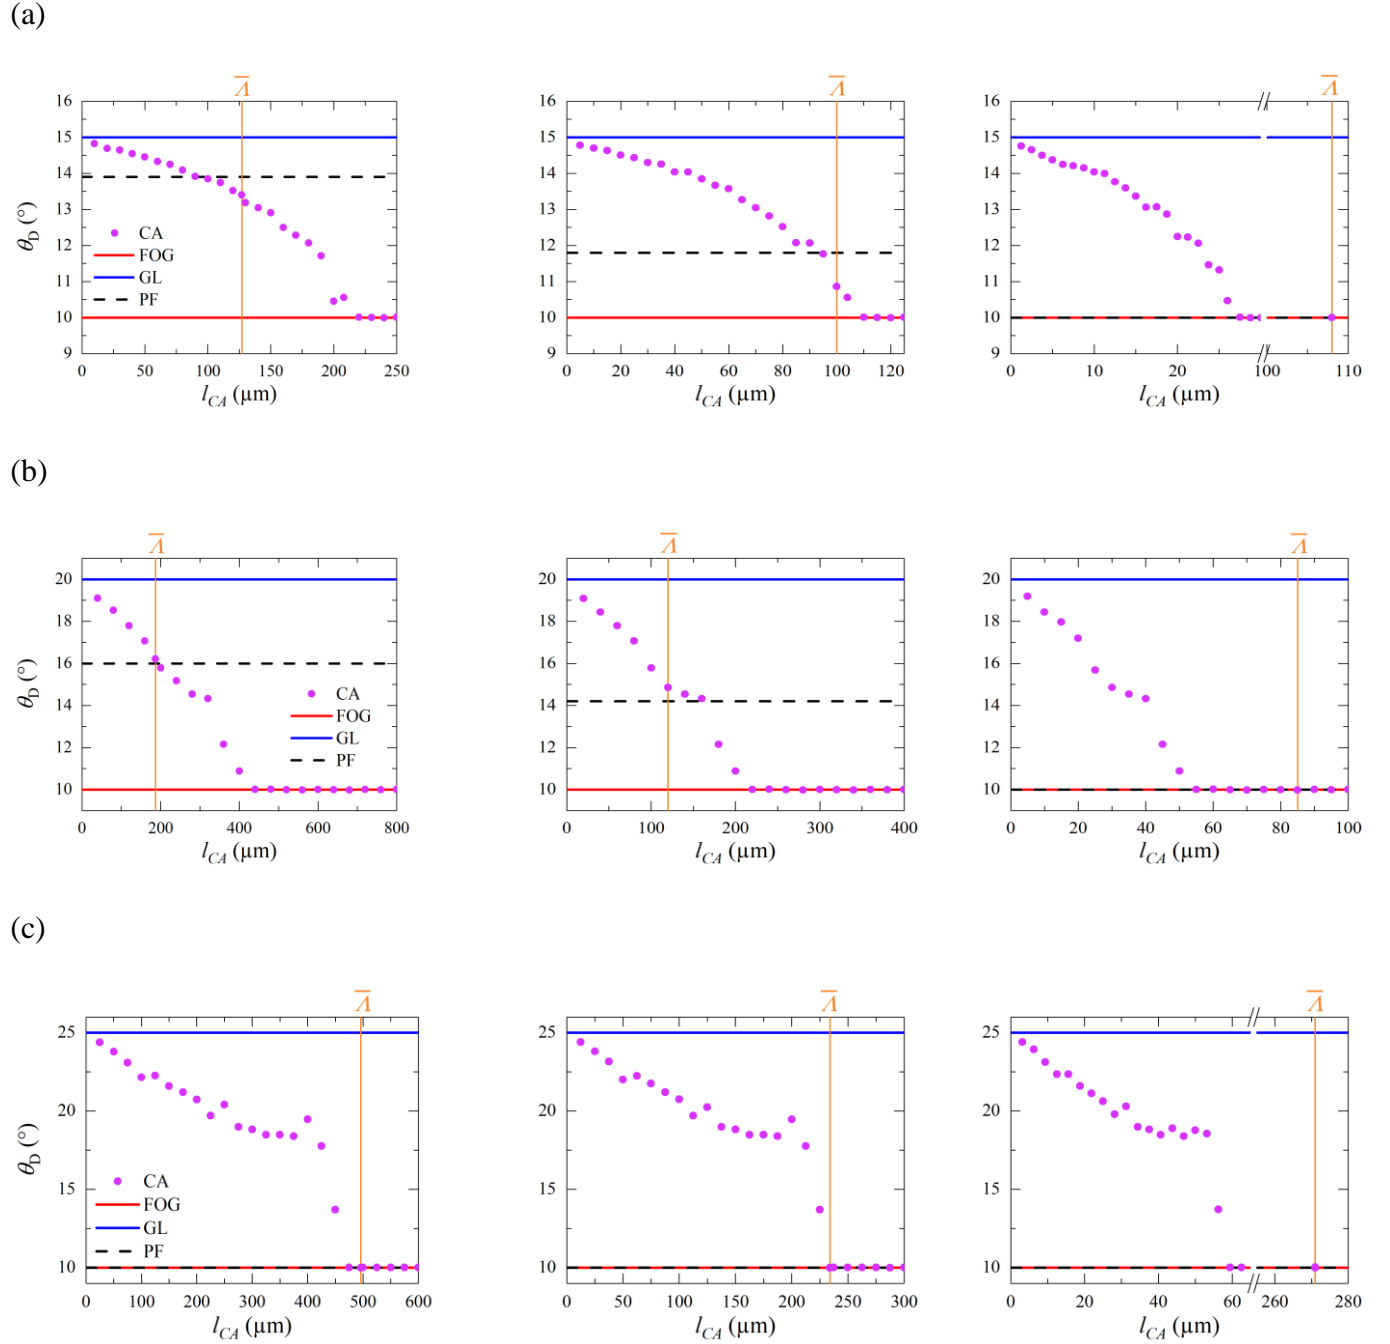 (a)
Λ̅ Λ̅ Λ̅
16 15 14 13 12 11 10 9
θD (°)
CA
FOG
GL
PF
0 50 100 150 200 250
lCA (µm)
16 15 14 13 12 11 10 9
0 20 40 60 80 100 120
lCA (µm)
16 15 14 13 12 11 10 9
0 10 20 100 110
lCA (µm)
(b)
Λ̅ Λ̅ Λ̅
20 18 16 14 12 10
θD (°)
CA
FOG
GL
PF
0 200 400 600 800
lCA (µm)
20 18 16 14 12 10
0 100 200 300 400
lCA (µm)
20 18 16 14 12 10
0 20 40 60 80 100
lCA (µm)
(c)
Λ̅ Λ̅ Λ̅
25 20 15 10
θD (°)
CA
FOG
GL
PF
0 100 200 300 400 500 600
lCA (µm)
25 20 15 10
0 50 100 150 200 250 300
lCA (µm)
25 20 15 10
0 20 40 60 260 280
lCA (µm)